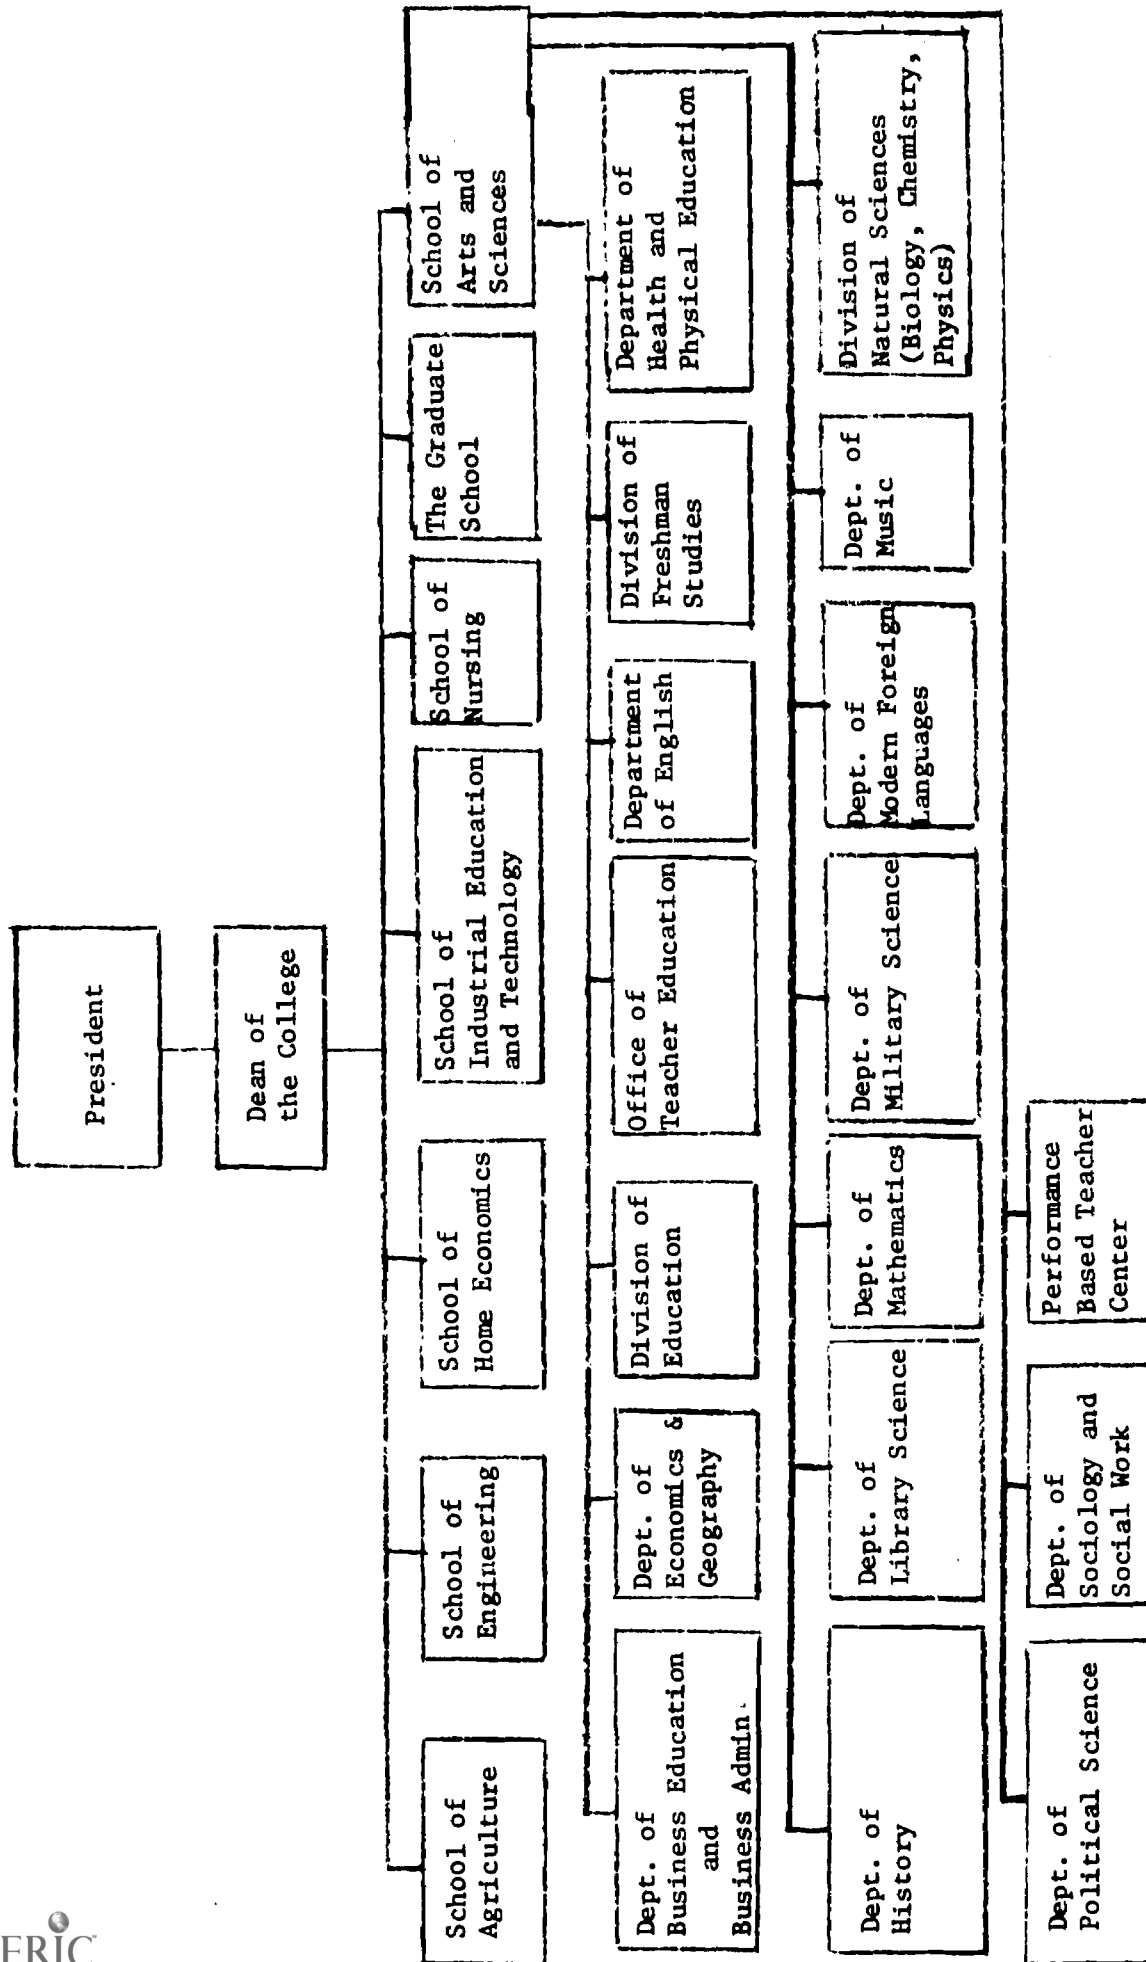 President
Dean of
the College
School of
Agriculture
School of
Engineering
School of
Home Economics
School of
Industrial Education
and Technology
School of
Nursing
The Graduate
School
School of
Arts and
Sciences
Dept. of
Business Education
and
Business Admin.
Dept. of
Economics &
Geography
Division of
Education
Office of
Teacher Education
Department
of English
Division of
Freshman
Studies
Department of
Health and
Physical Education
Dept. of
History
Dept. of
Library Science
Dept. of
Mathematics
Dept. of
Military Science
Dept. of
Modern Foreign
Languages
Dept. of
Music
Division of
Natural Sciences
(Biology, Chemistry,
Physics)
Dept. of
Political Science
Dept. of
Sociology and
Social Work
Performance
Based Teacher
Center
ERIC